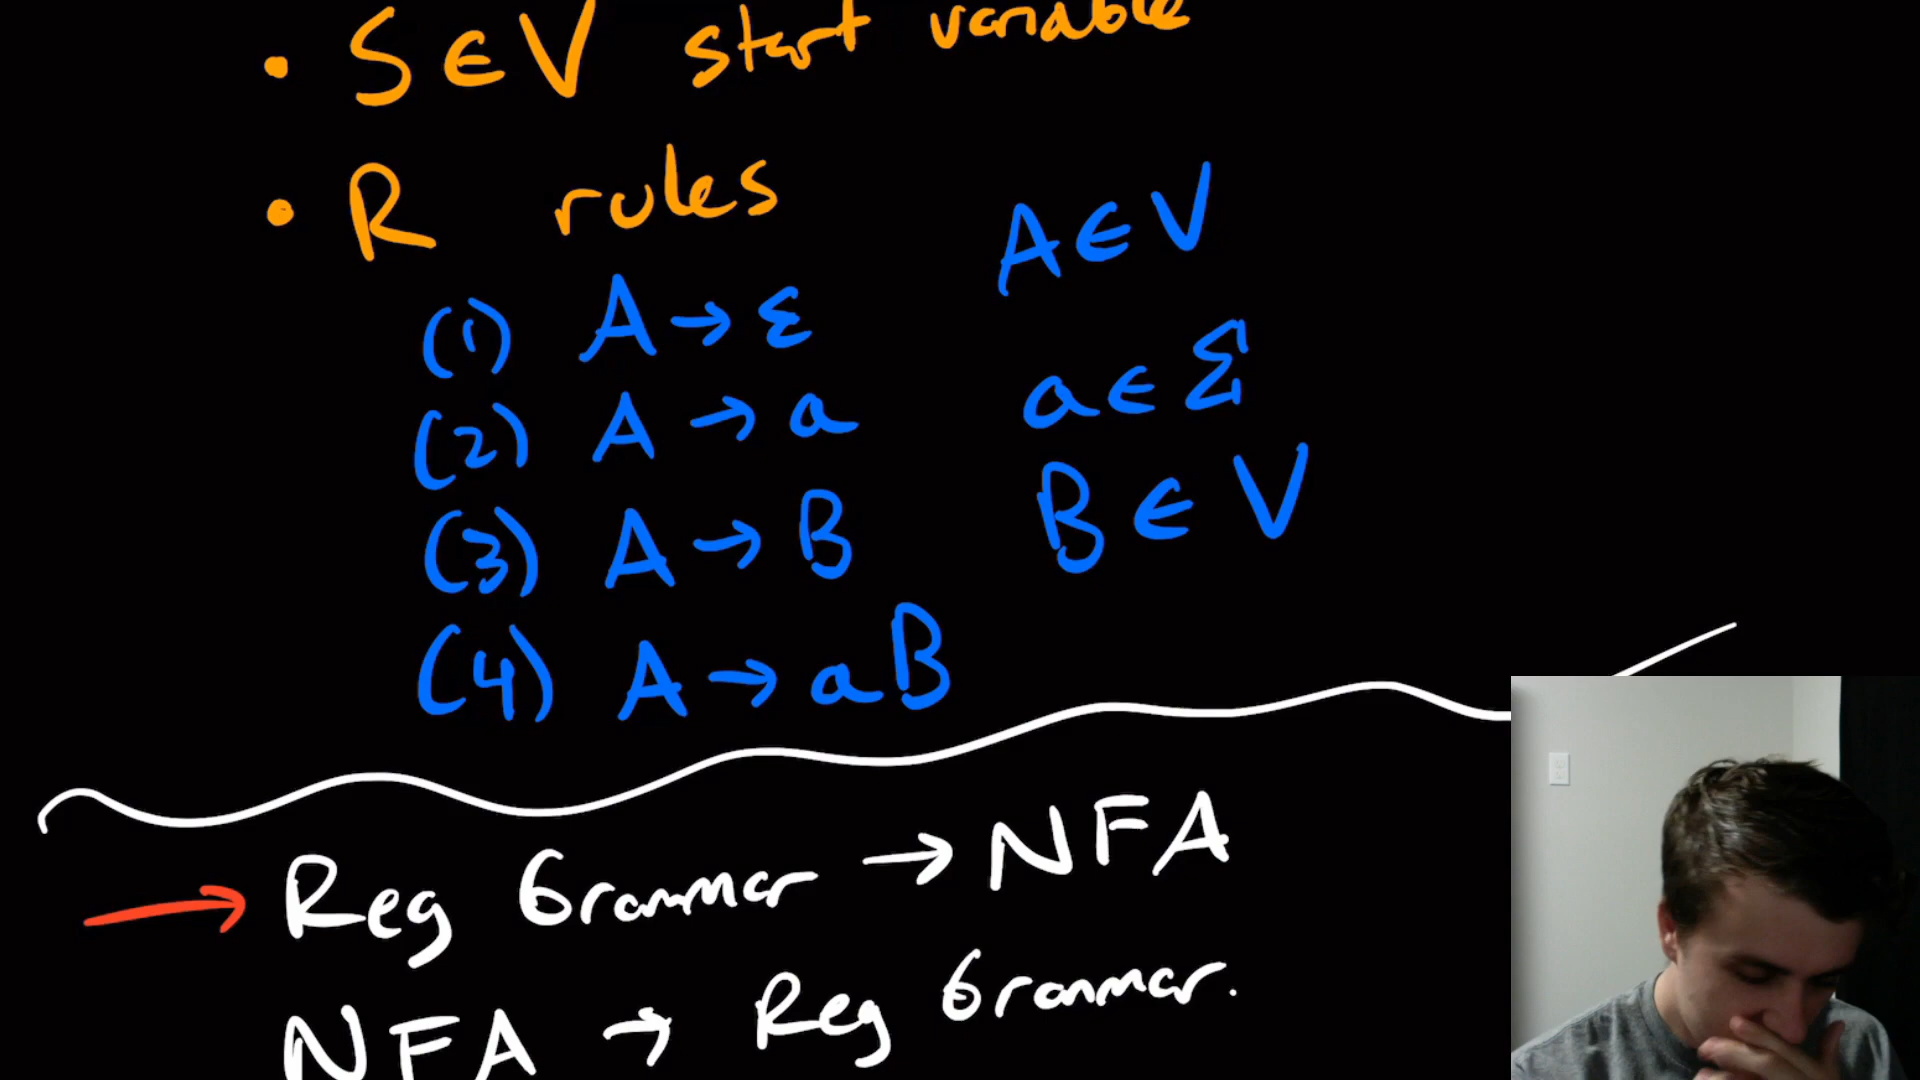 • S ∈ V start variable
• R rules
A ∈ V
(1) A → ε
a ∈ Σ
(2) A → a
B ∈ V
(3) A → B
(4) A → aB
→ Reg Grammar → NFA
NFA → Reg Grammar.